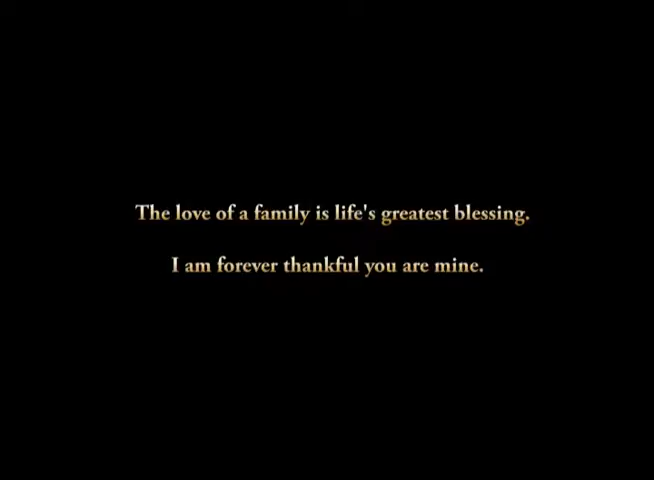 The love of a family is life's greatest blessing.
I am forever thankful you are mine.